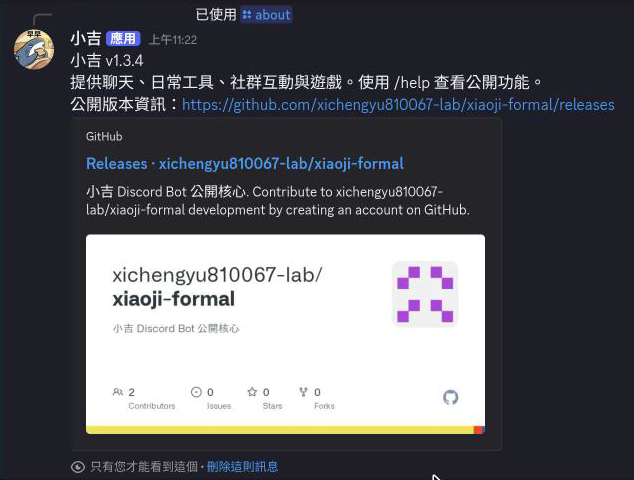 已使用 about
早早
小吉 應用 上午11:22
小吉 v1.3.4
提供聊天、日常工具、社群互動與遊戲。使用 /help 查看公開功能。
公開版本資訊：https://github.com/xichengyu810067-lab/xiaoji-formal/releases
GitHub
Releases · xichengyu810067-lab/xiaoji-formal
小吉 Discord Bot 公開核心. Contribute to xichengyu810067-
lab/xiaoji-formal development by creating an account on GitHub.
xichengyu810067-lab/
xiaoji-formal
小吉 Discord Bot 公開核心
2 0 0 0
Contributors Issues Stars Forks
只有您才能看到這個 • 刪除這則訊息